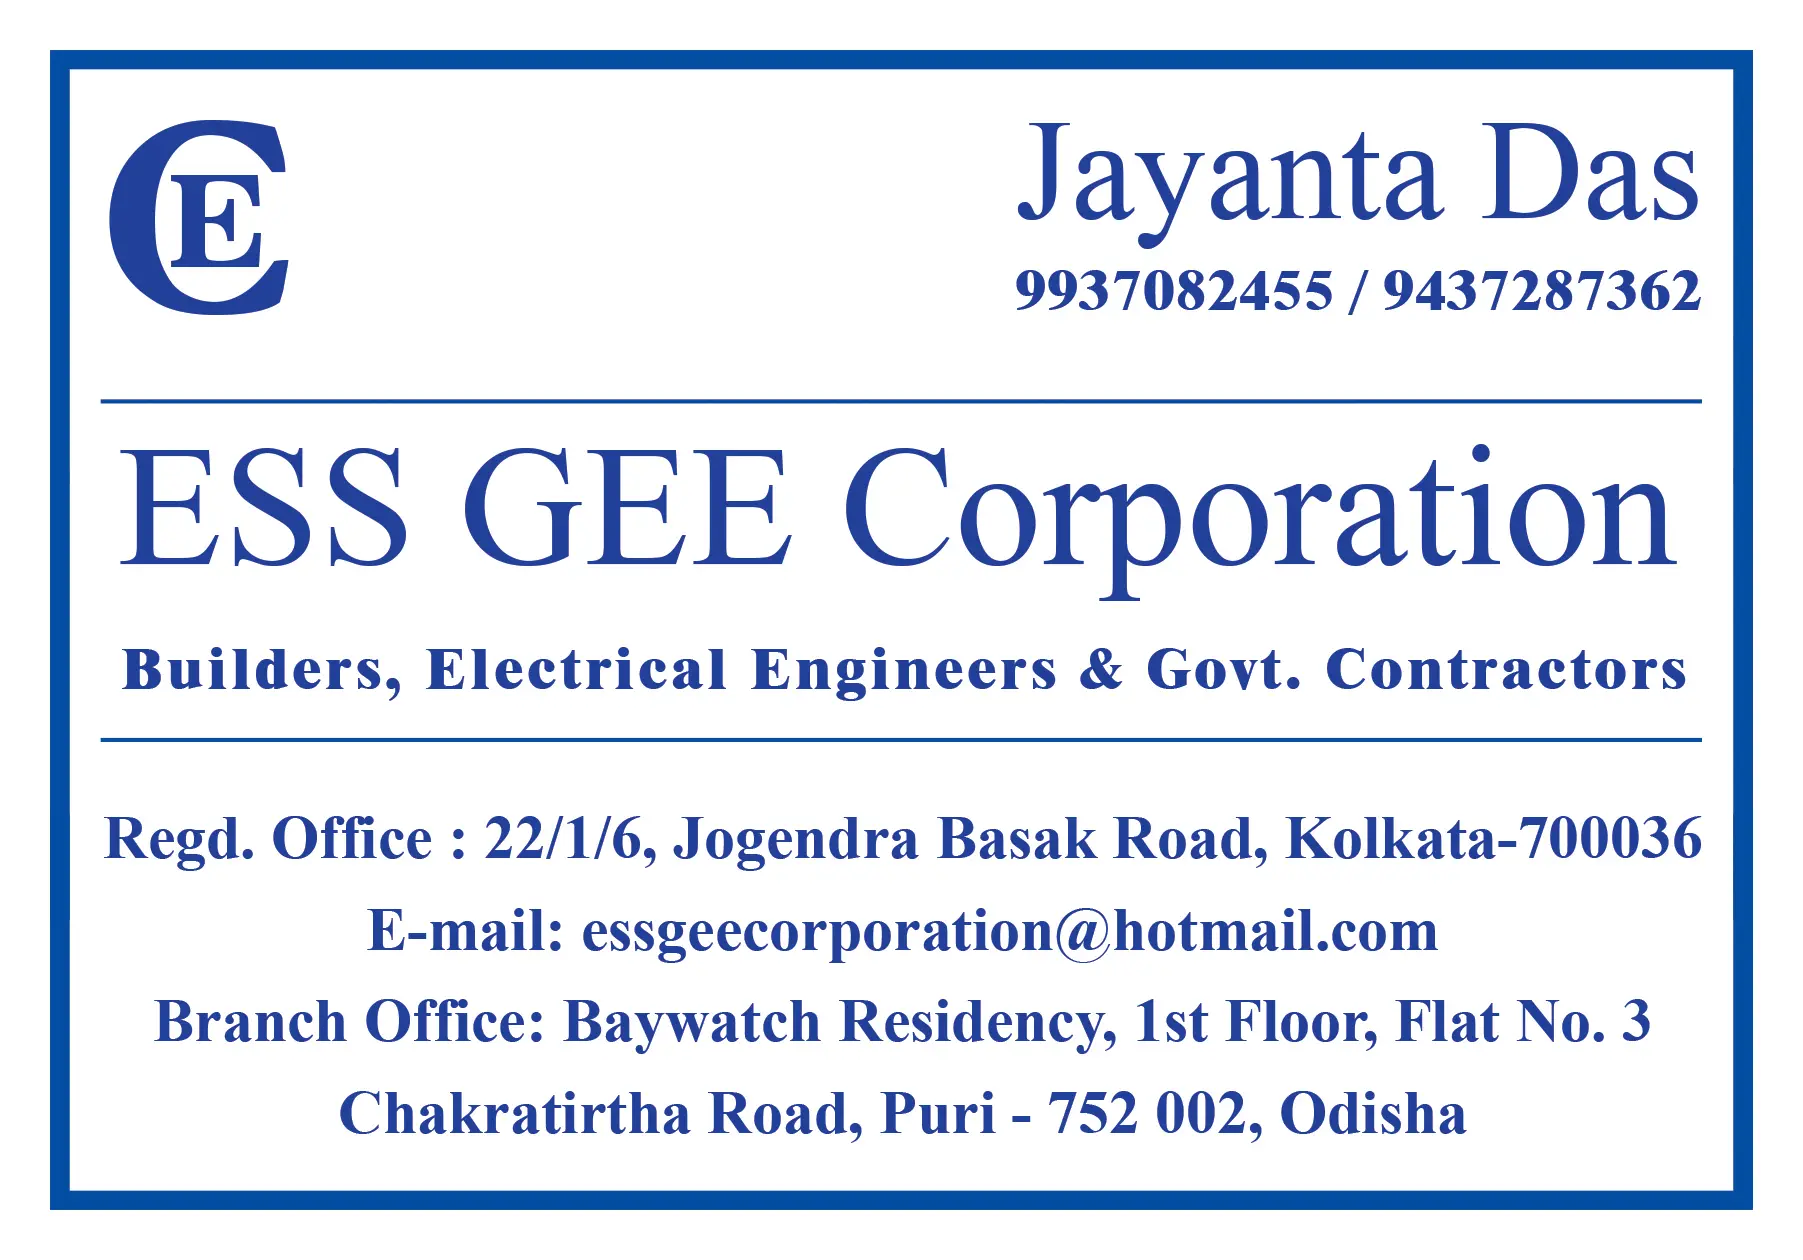 CE
Jayanta Das
9937082455 / 9437287362
ESS GEE Corporation
Builders, Electrical Engineers & Govt. Contractors
Regd. Office : 22/1/6, Jogendra Basak Road, Kolkata-700036
E-mail: essgeecorporation@hotmail.com
Branch Office: Baywatch Residency, 1st Floor, Flat No. 3
Chakratirtha Road, Puri - 752 002, Odisha